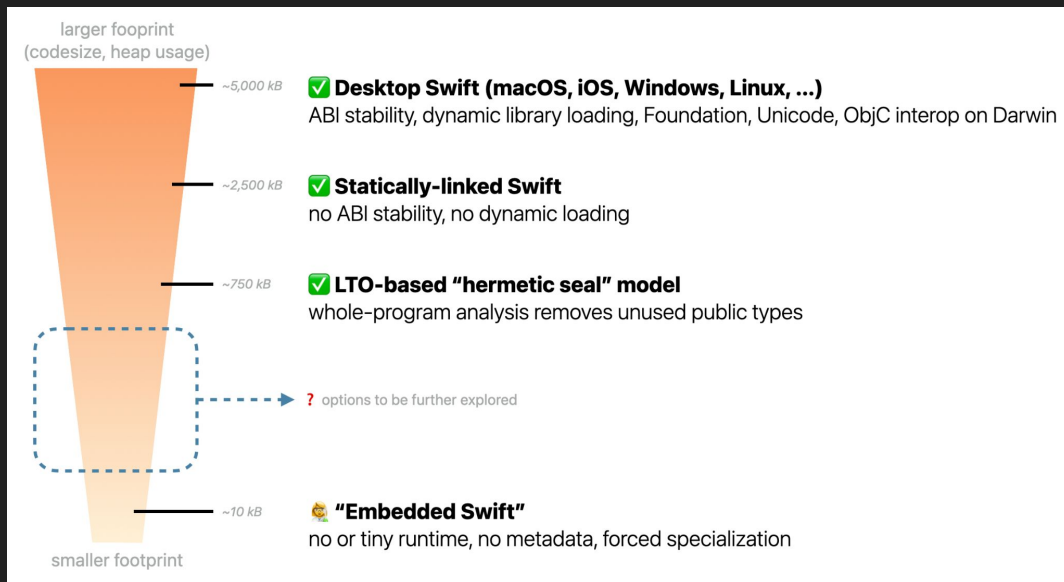 larger fooprint
(codesize, heap usage)
~5,000 kB
✅ Desktop Swift (macOS, iOS, Windows, Linux, ...)
ABI stability, dynamic library loading, Foundation, Unicode, ObjC interop on Darwin
~2,500 kB
✅ Statically-linked Swift
no ABI stability, no dynamic loading
~750 kB
✅ LTO-based “hermetic seal” model
whole-program analysis removes unused public types
? options to be further explored
~10 kB
“Embedded Swift”
no or tiny runtime, no metadata, forced specialization
smaller footprint